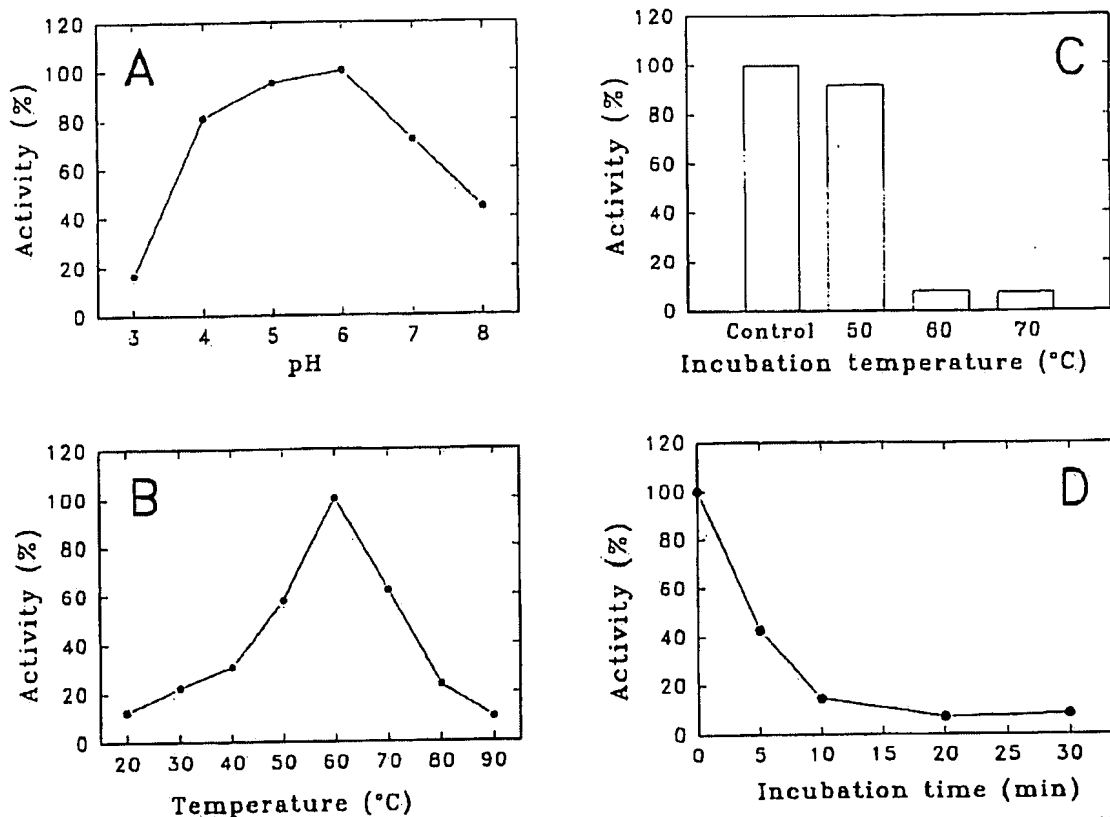 A
Activity (%)
120
100
80
60
40
20
0
3 4 5 6 7 8
pH
C
Activity (%)
120
100
80
60
40
20
0
Control 50 60 70
Incubation temperature (°C)
B
Activity (%)
120
100
80
60
40
20
0
20 30 40 50 60 70 80 90
Temperature (°C)
D
Activity (%)
120
100
80
60
40
20
0
0 5 10 15 20 25 30
Incubation time (min)